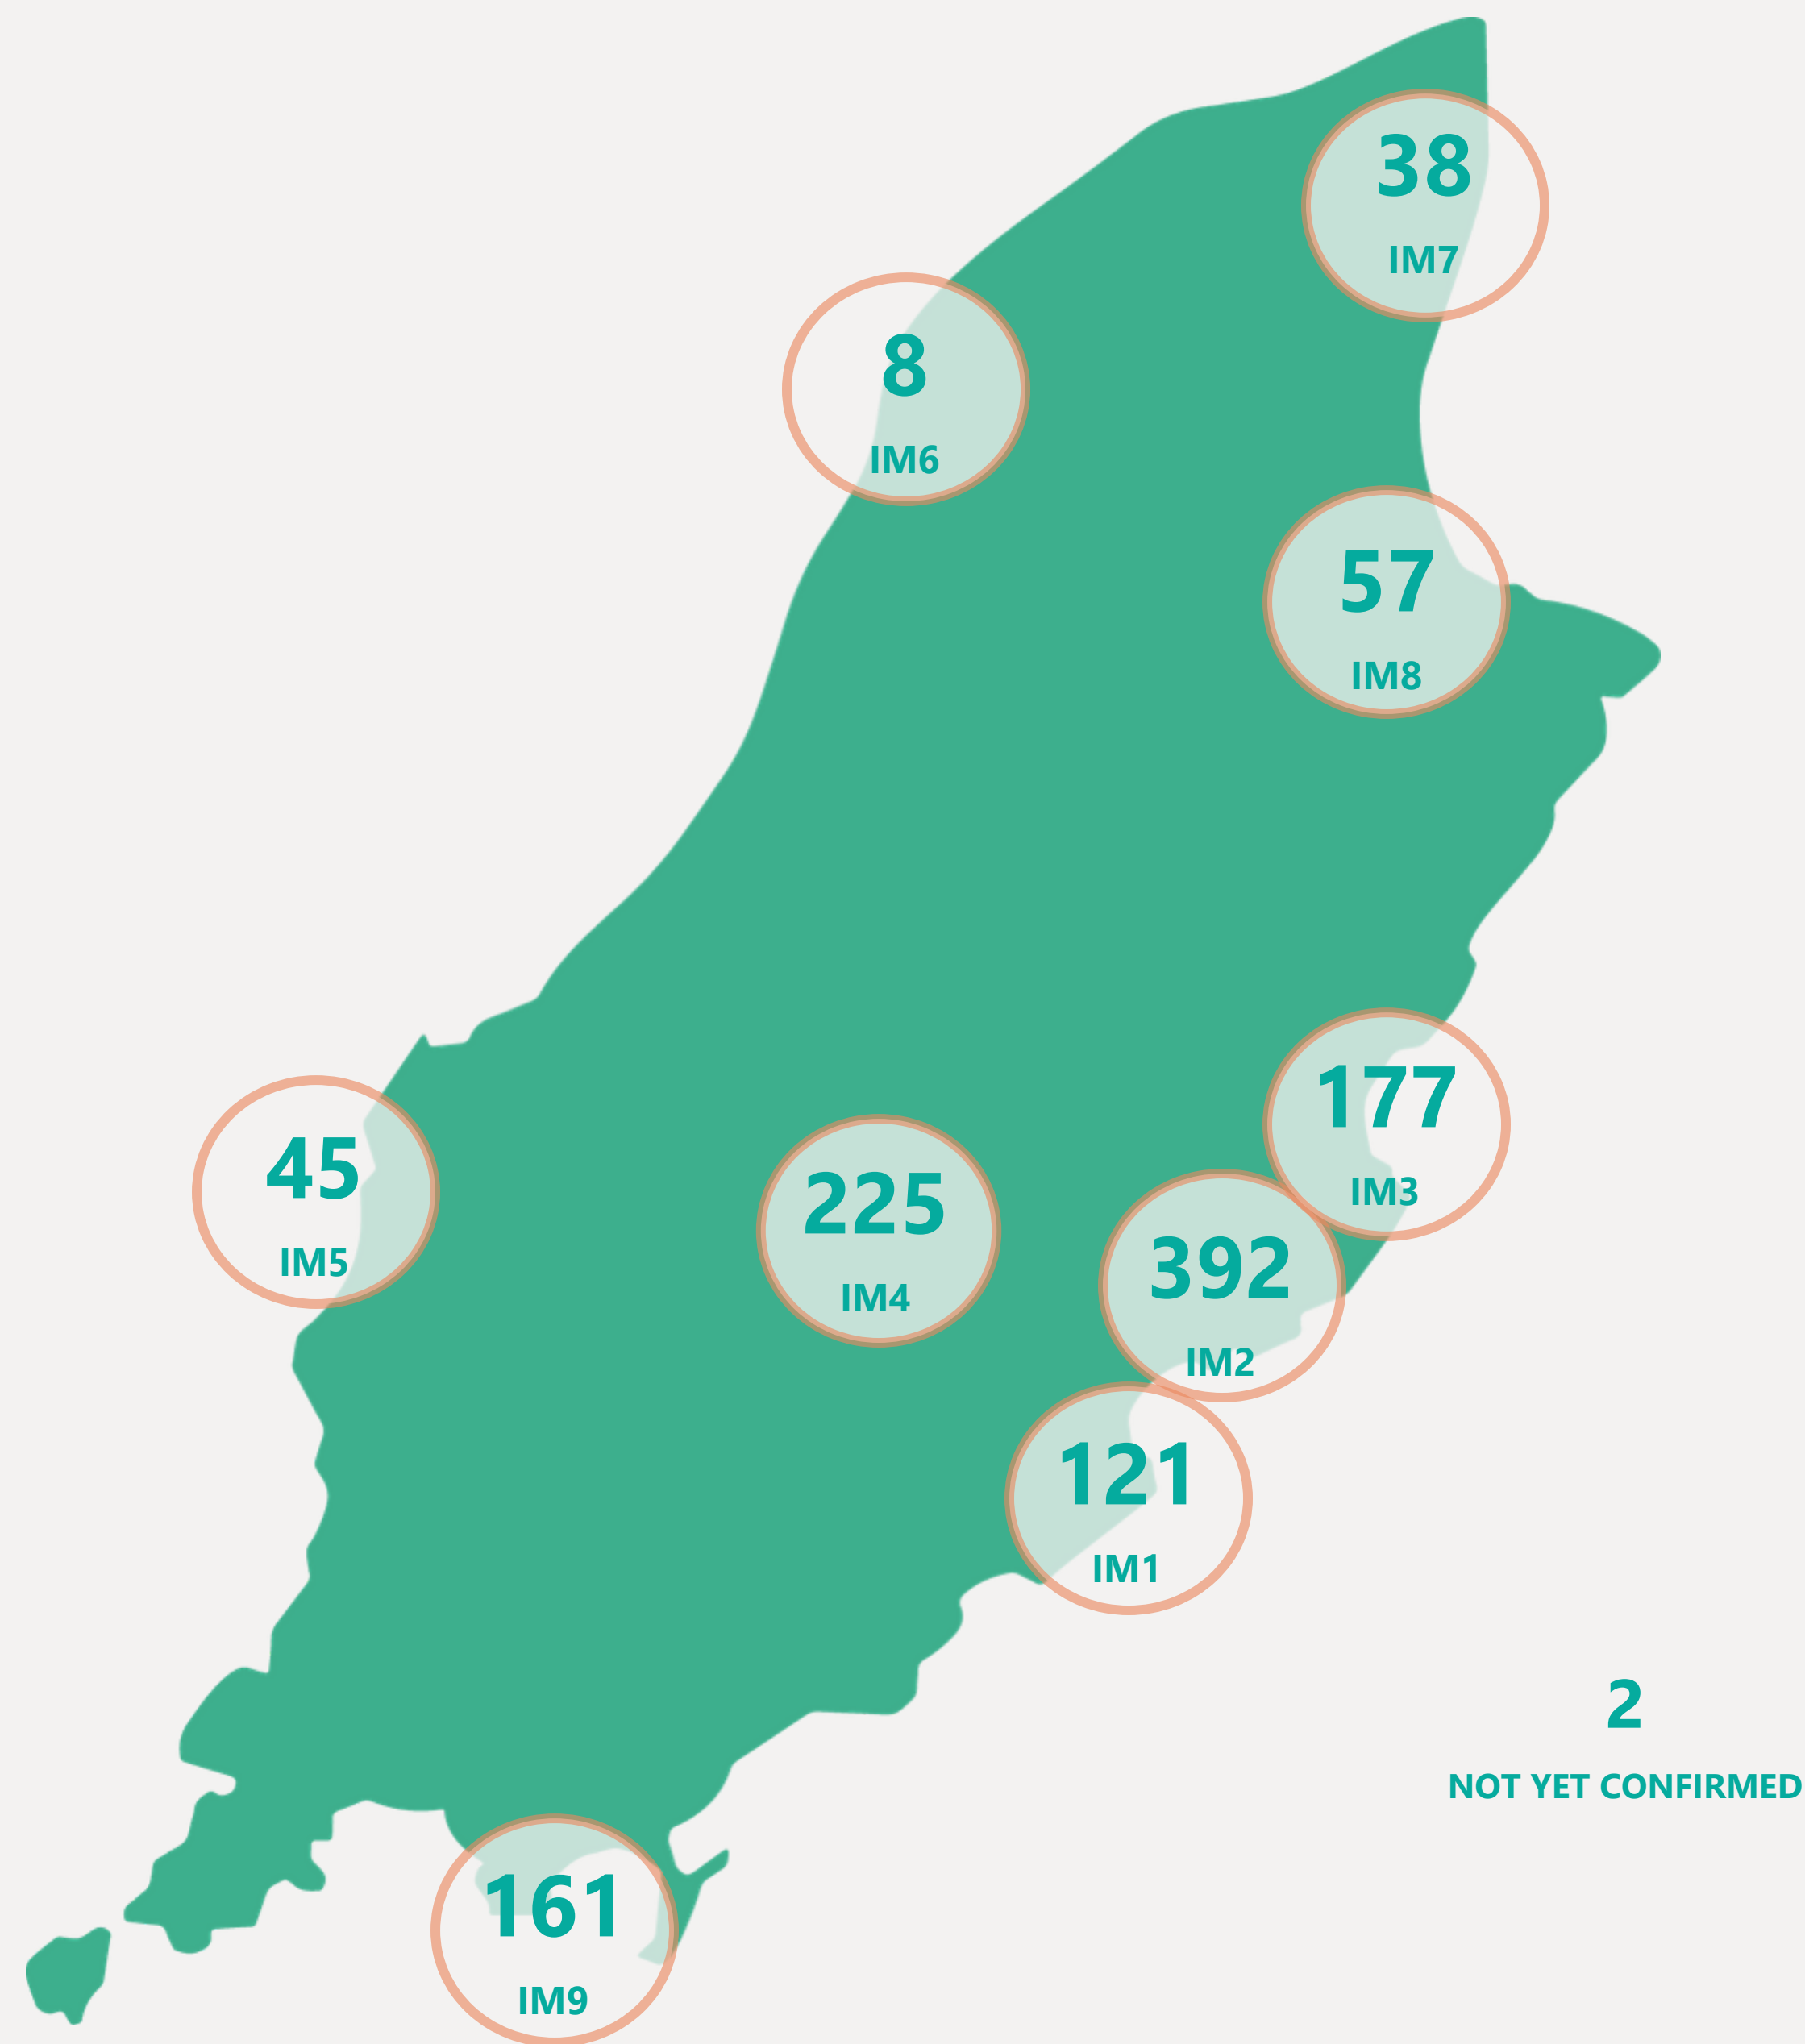 38
IM7
8
IM6
57
IM8
177
IM3
45
IM5
225
IM4
392
IM2
121
IM1
2
NOT YET CONFIRMED
161
IM9